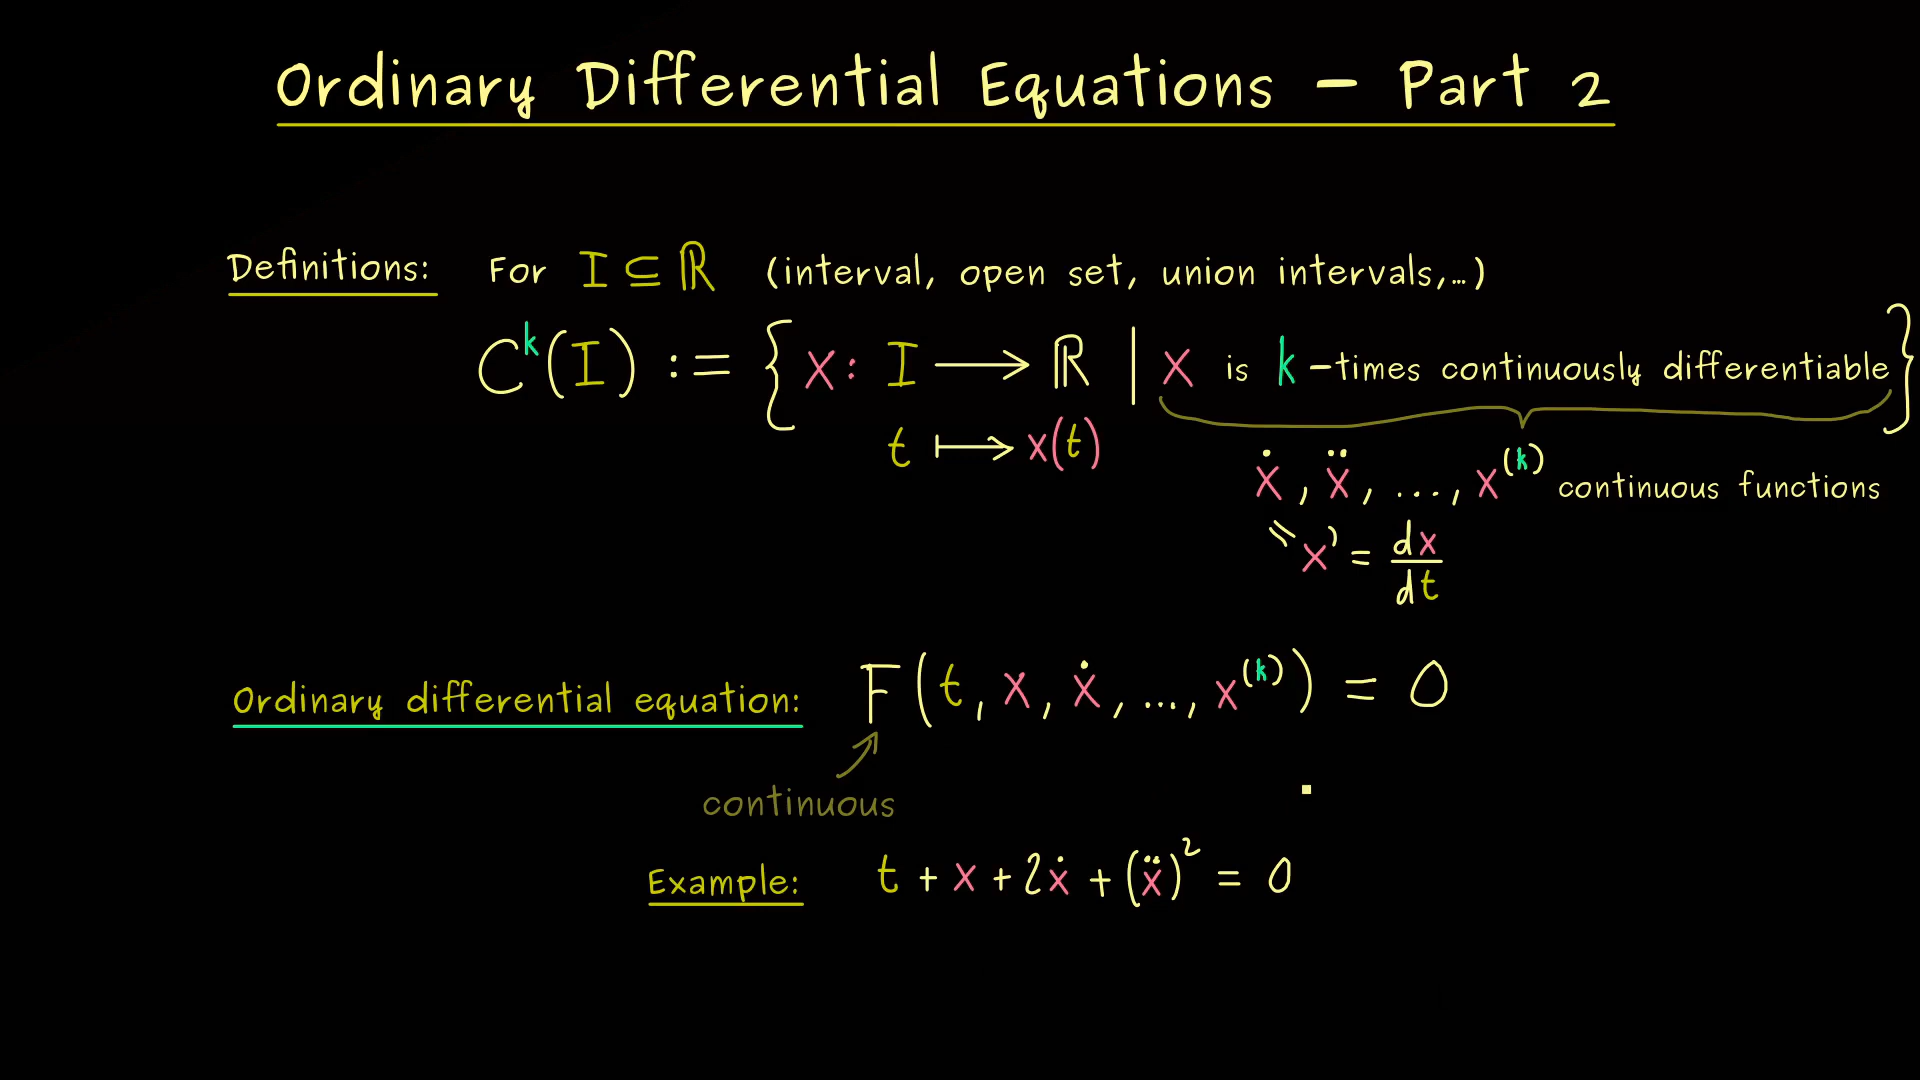 Ordinary Differential Equations - Part 2
Definitions: For I ⊆ ℝ (interval, open set, union intervals,…)
C^k(I) := { x: I ⟶ ℝ | x is k-times continuously differentiable }
t ⟼ x(t)
ẋ, ẍ, ..., x^(k) continuous functions
= x' = dx/dt
Ordinary differential equation: F(t, x, ẋ, ..., x^(k)) = 0
continuous
Example: t + x + 2ẋ + (ẍ)² = 0